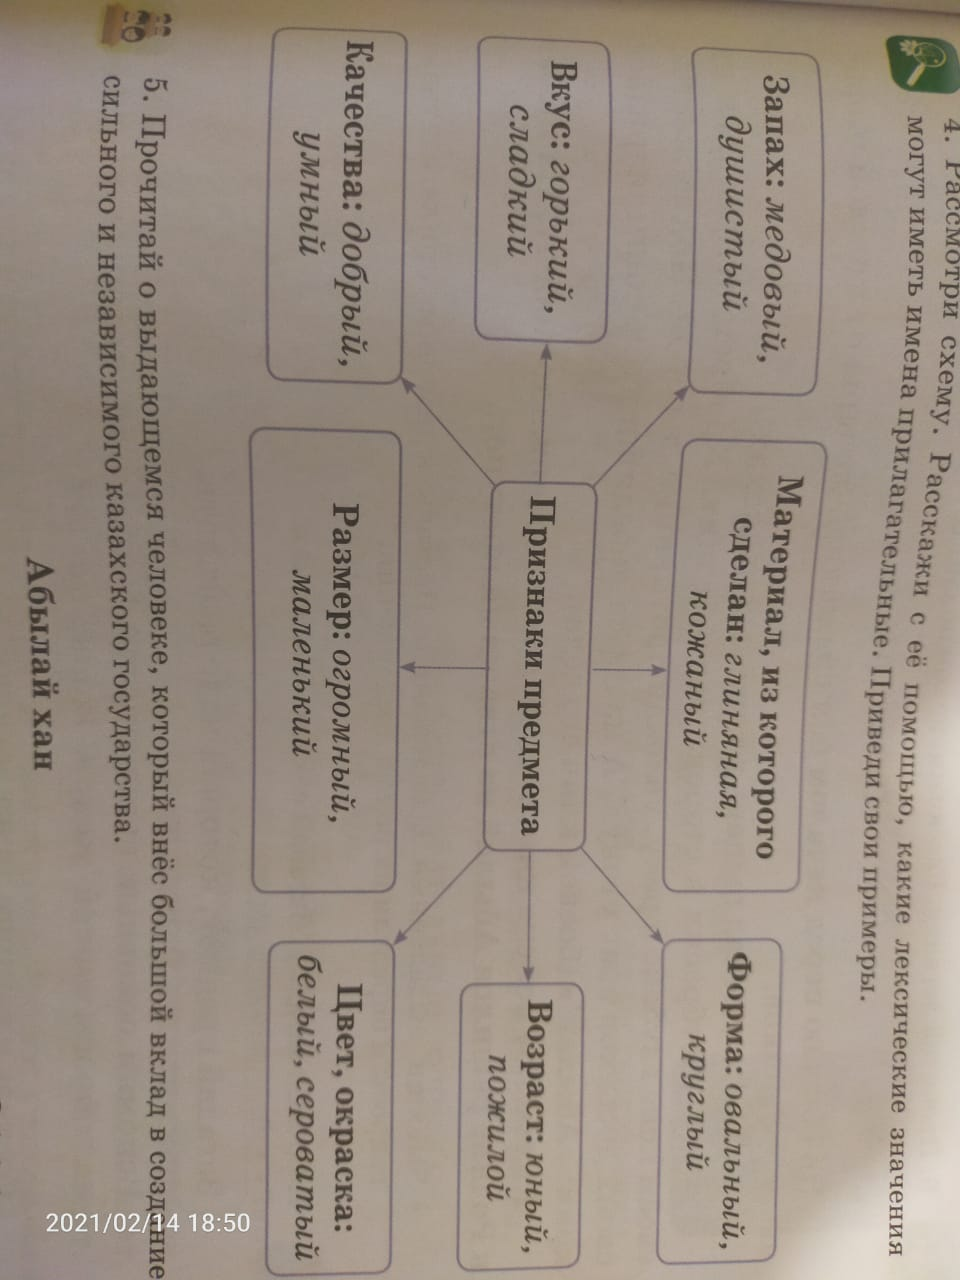 4. Рассмотри схему. Расскажи с её помощью, какие лексические значения
могут иметь имена прилагательные. Приведи свои примеры.
Запах: медовый,
душистый
Материал, из которого
сделан: глиняная,
кожаный
Форма: овальный,
круглый
Вкус: горький,
сладкий
Признаки предмета
Возраст: юный,
пожилой
Качества: добрый,
умный
Размер: огромный,
маленький
Цвет, окраска:
белый, сероватый
5. Прочитай о выдающемся человеке, который внёс большой вклад в создание
сильного и независимого казахского государства.
Абылай хан
2021/02/14 18:50